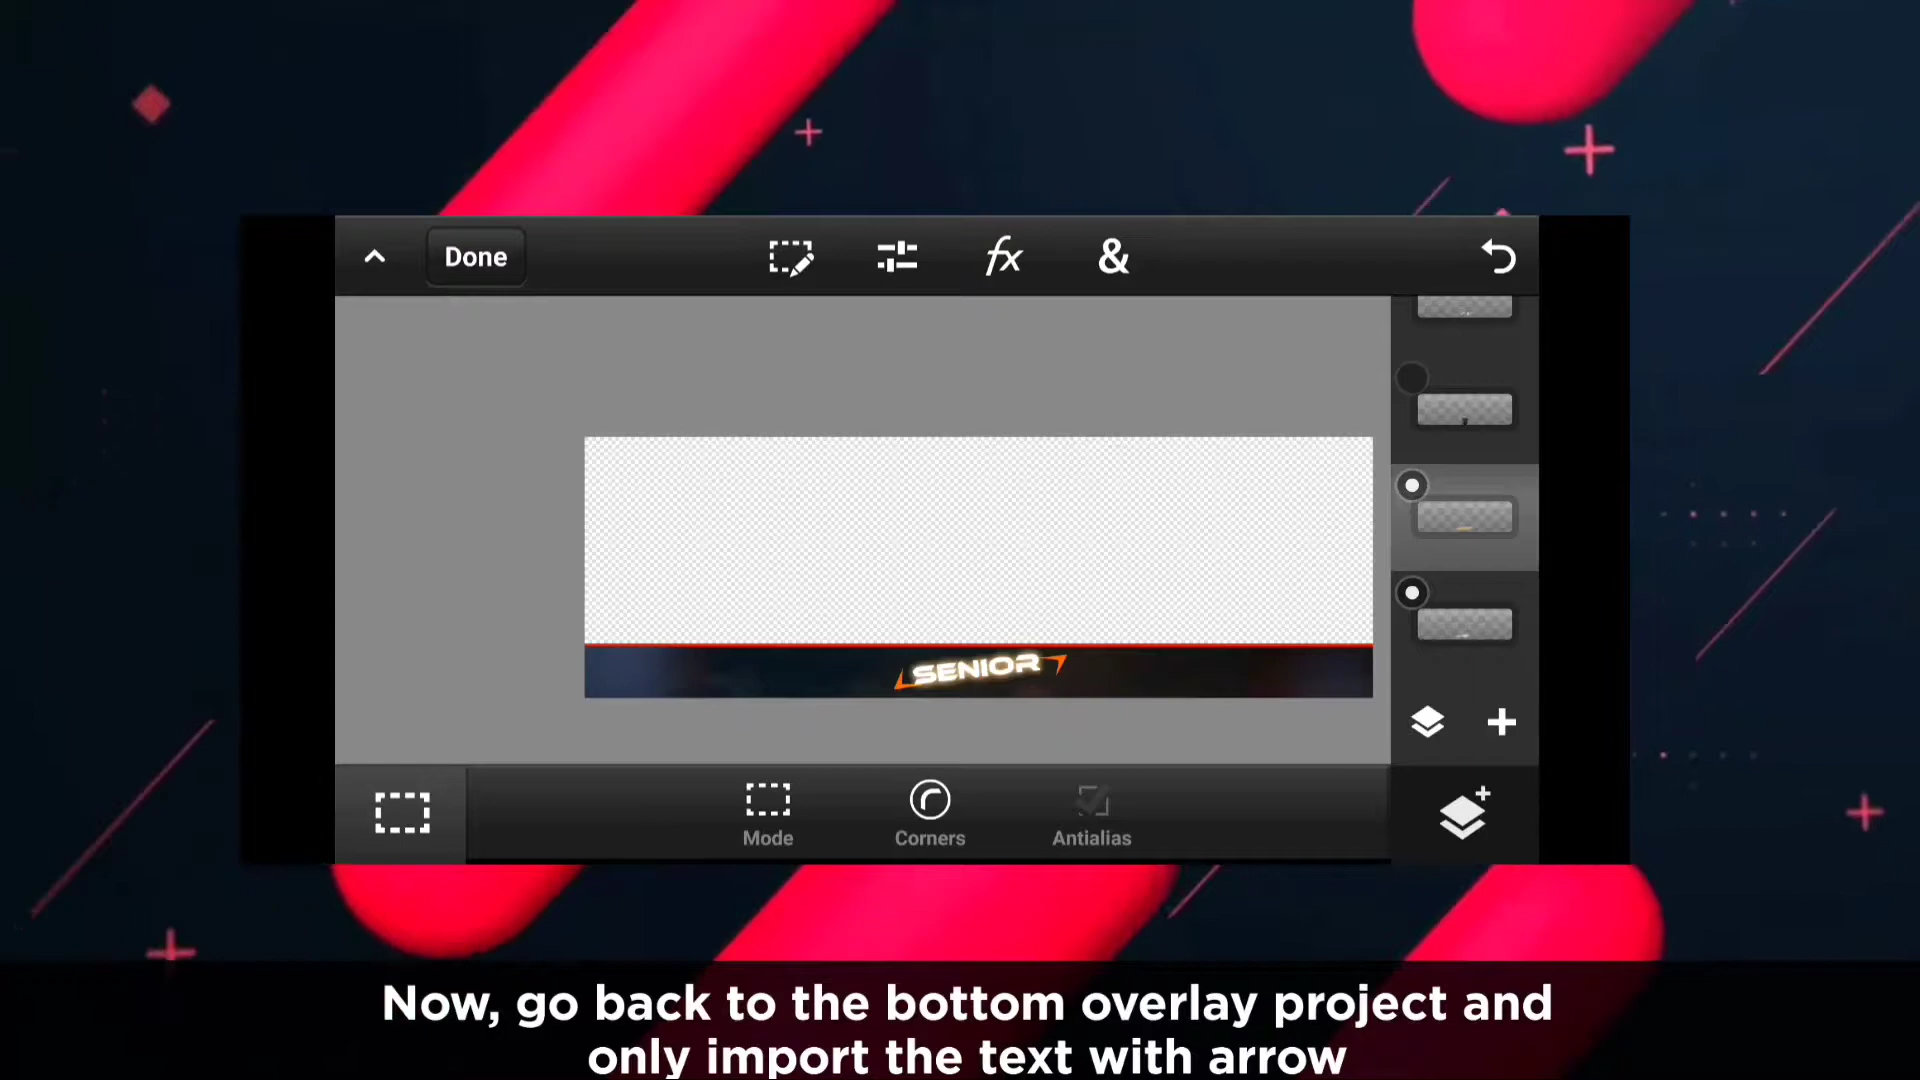 Done
fx
&
SENIOR
Mode
Corners
Antialias
Now, go back to the bottom overlay project and
only import the text with arrow